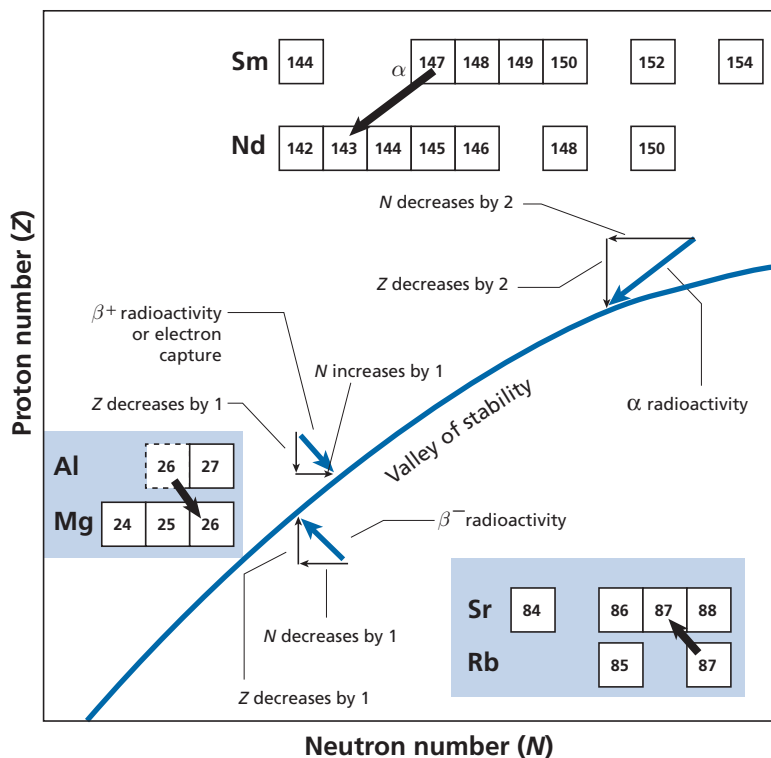 Sm 144 147 148 149 150 152 154
α
Nd 142 143 144 145 146 148 150
N decreases by 2
Z decreases by 2
β+ radioactivity
or electron
capture
N increases by 1
Z decreases by 1
α radioactivity
Valley of stability
Al 26 27
Mg 24 25 26
β− radioactivity
N decreases by 1
Z decreases by 1
Sr 84 86 87 88
Rb 85 87
Proton number (Z)
Neutron number (N)